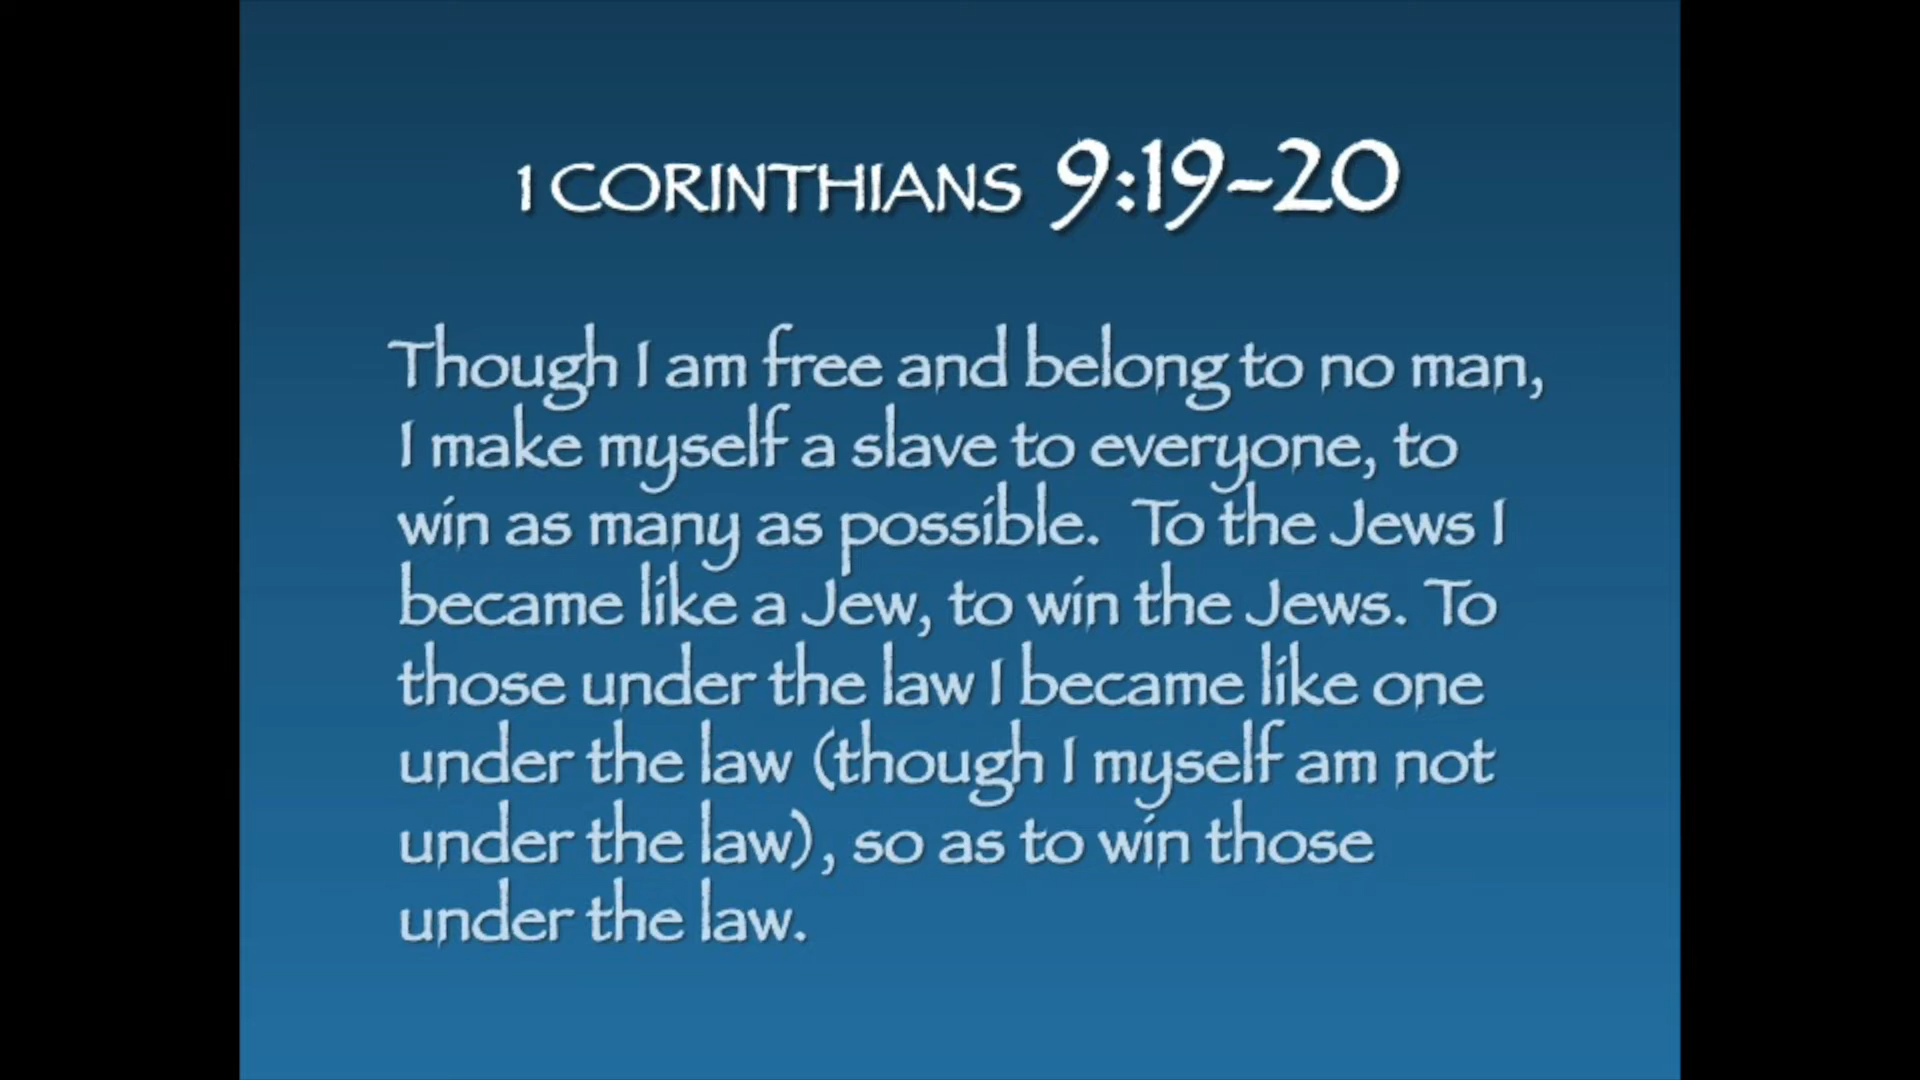 1 CORINTHIANS 9:19-20
Though I am free and belong to no man,
I make myself a slave to everyone, to
win as many as possible. To the Jews I
became like a Jew, to win the Jews. To
those under the law I became like one
under the law (though I myself am not
under the law), so as to win those
under the law.